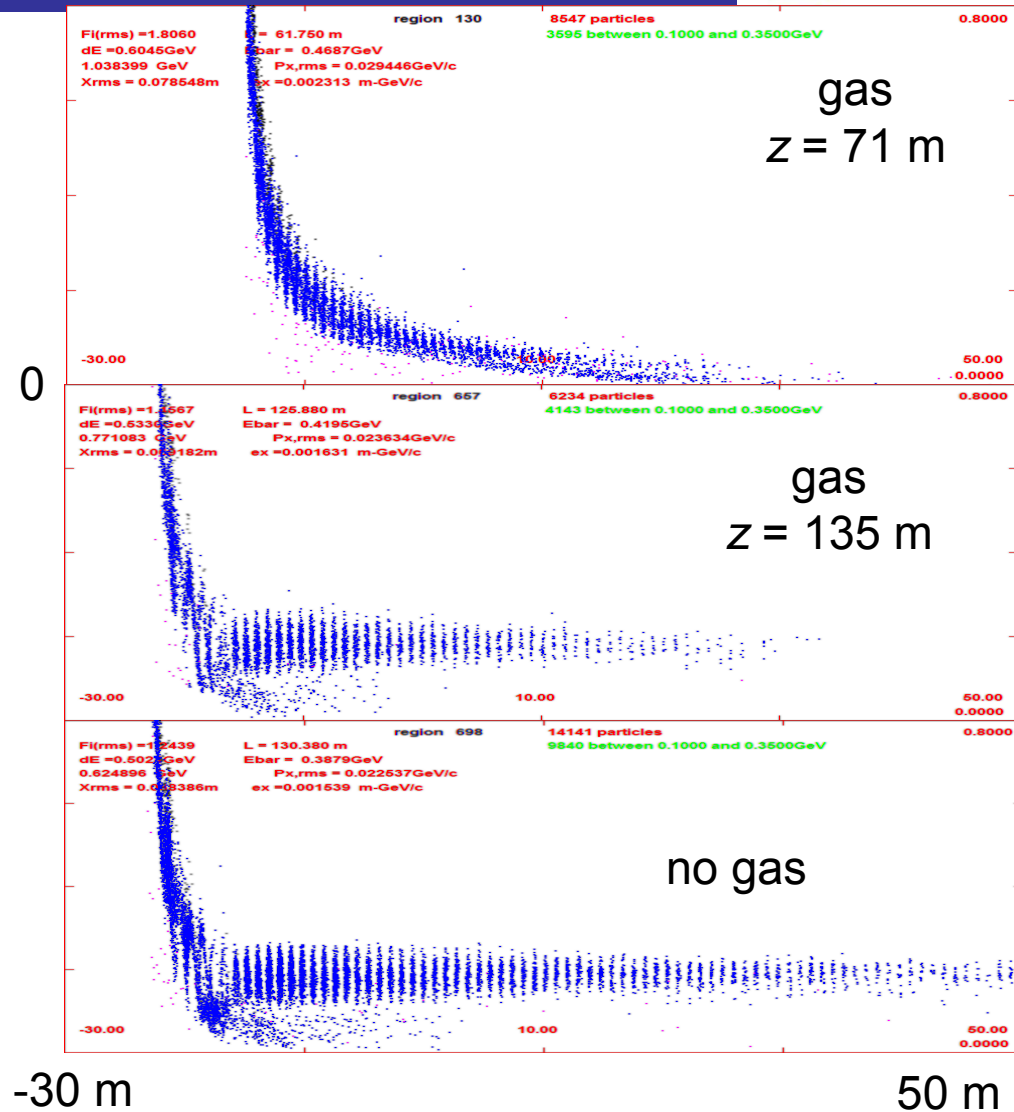 region 130 8547 particles 0.8000
Fi(rms) =1.8060 61.750 m 3595 between 0.1000 and 0.3500GeV
dE =0.6045GeV = 0.4687GeV
1.038399 GeV Px,rms = 0.029446GeV/c
Xrms = 0.078548m =0.002313 m-GeV/c
gas
z = 71 m
-30.00 50.00
0.0000
0
region 657 6234 particles 0.8000
L = 125.880 m 4143 between 0.1000 and 0.3500GeV
Ebar = 0.4195GeV
0.771083 Px,rms = 0.023634GeV/c
Xrms = ex =0.001631 m-GeV/c
gas
z = 135 m
-30.00 10.00 50.00
0.0000
region 698 14141 particles 0.8000
L = 130.380 m 9840 between 0.1000 and 0.3500GeV
Ebar = 0.3879GeV
0.624896 Px,rms = 0.022537GeV/c
Xrms = ex =0.001539 m-GeV/c
no gas
-30.00 10.00 50.00
0.0000
-30 m 50 m